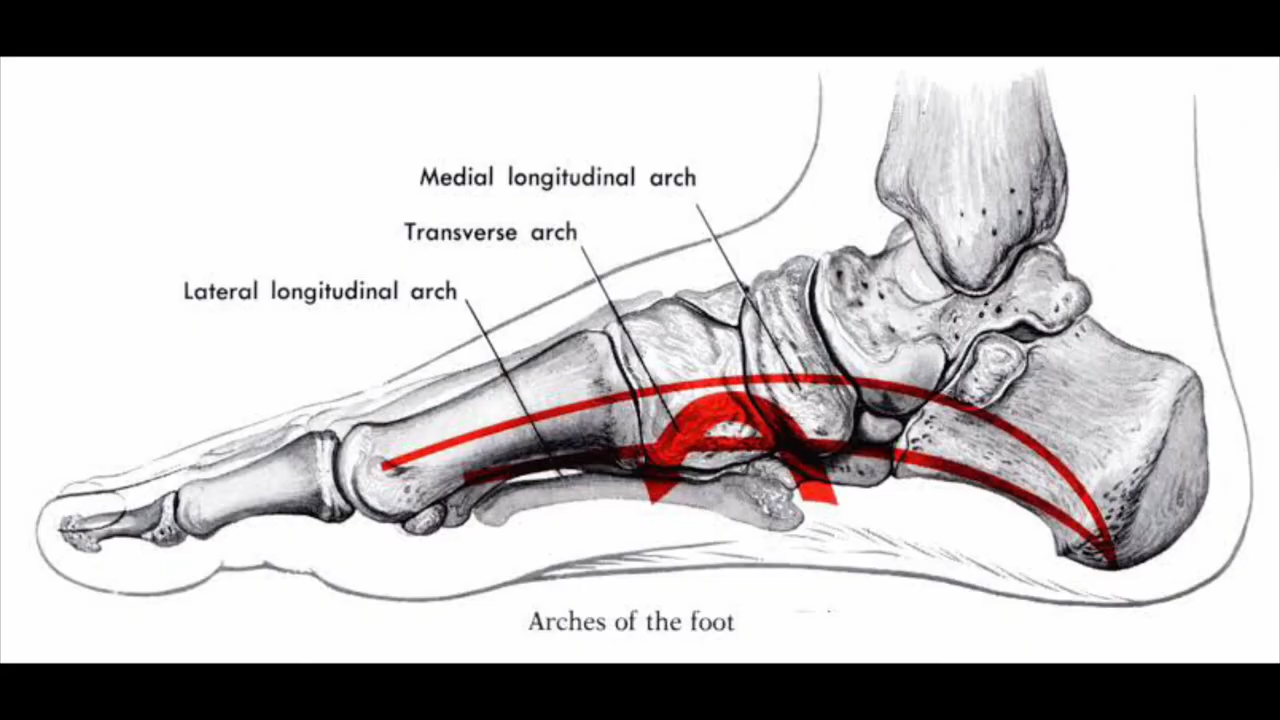 Medial longitudinal arch
Transverse arch
Lateral longitudinal arch
Arches of the foot